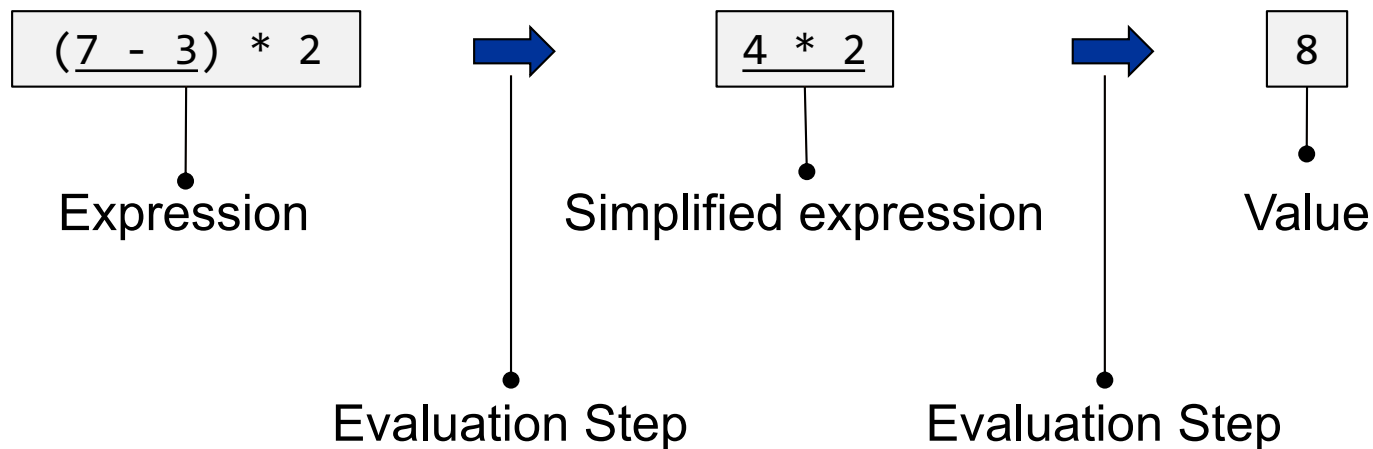 (7 - 3) * 2
4 * 2
8
Expression
Simplified expression
Value
Evaluation Step
Evaluation Step